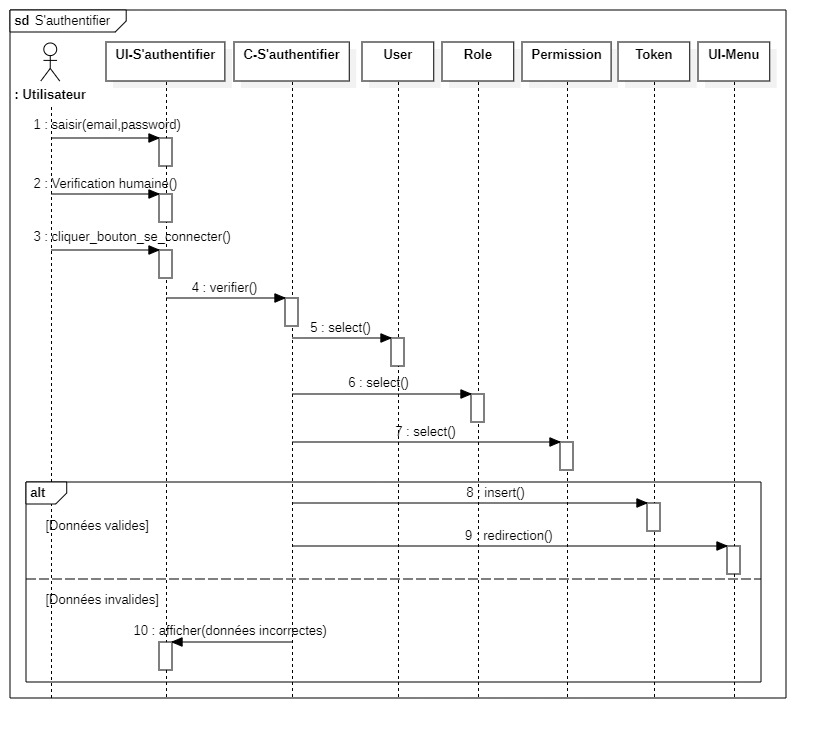 sd S'authentifier
: Utilisateur
UI-S'authentifier
C-S'authentifier
User
Role
Permission
Token
UI-Menu
1 : saisir(email,password)
2 : Verification humaine()
3 : cliquer_bouton_se_connecter()
4 : verifier()
5 : select()
6 : select()
7 : select()
alt
8 : insert()
[Données valides]
9 : redirection()
[Données invalides]
10 : afficher(données incorrectes)